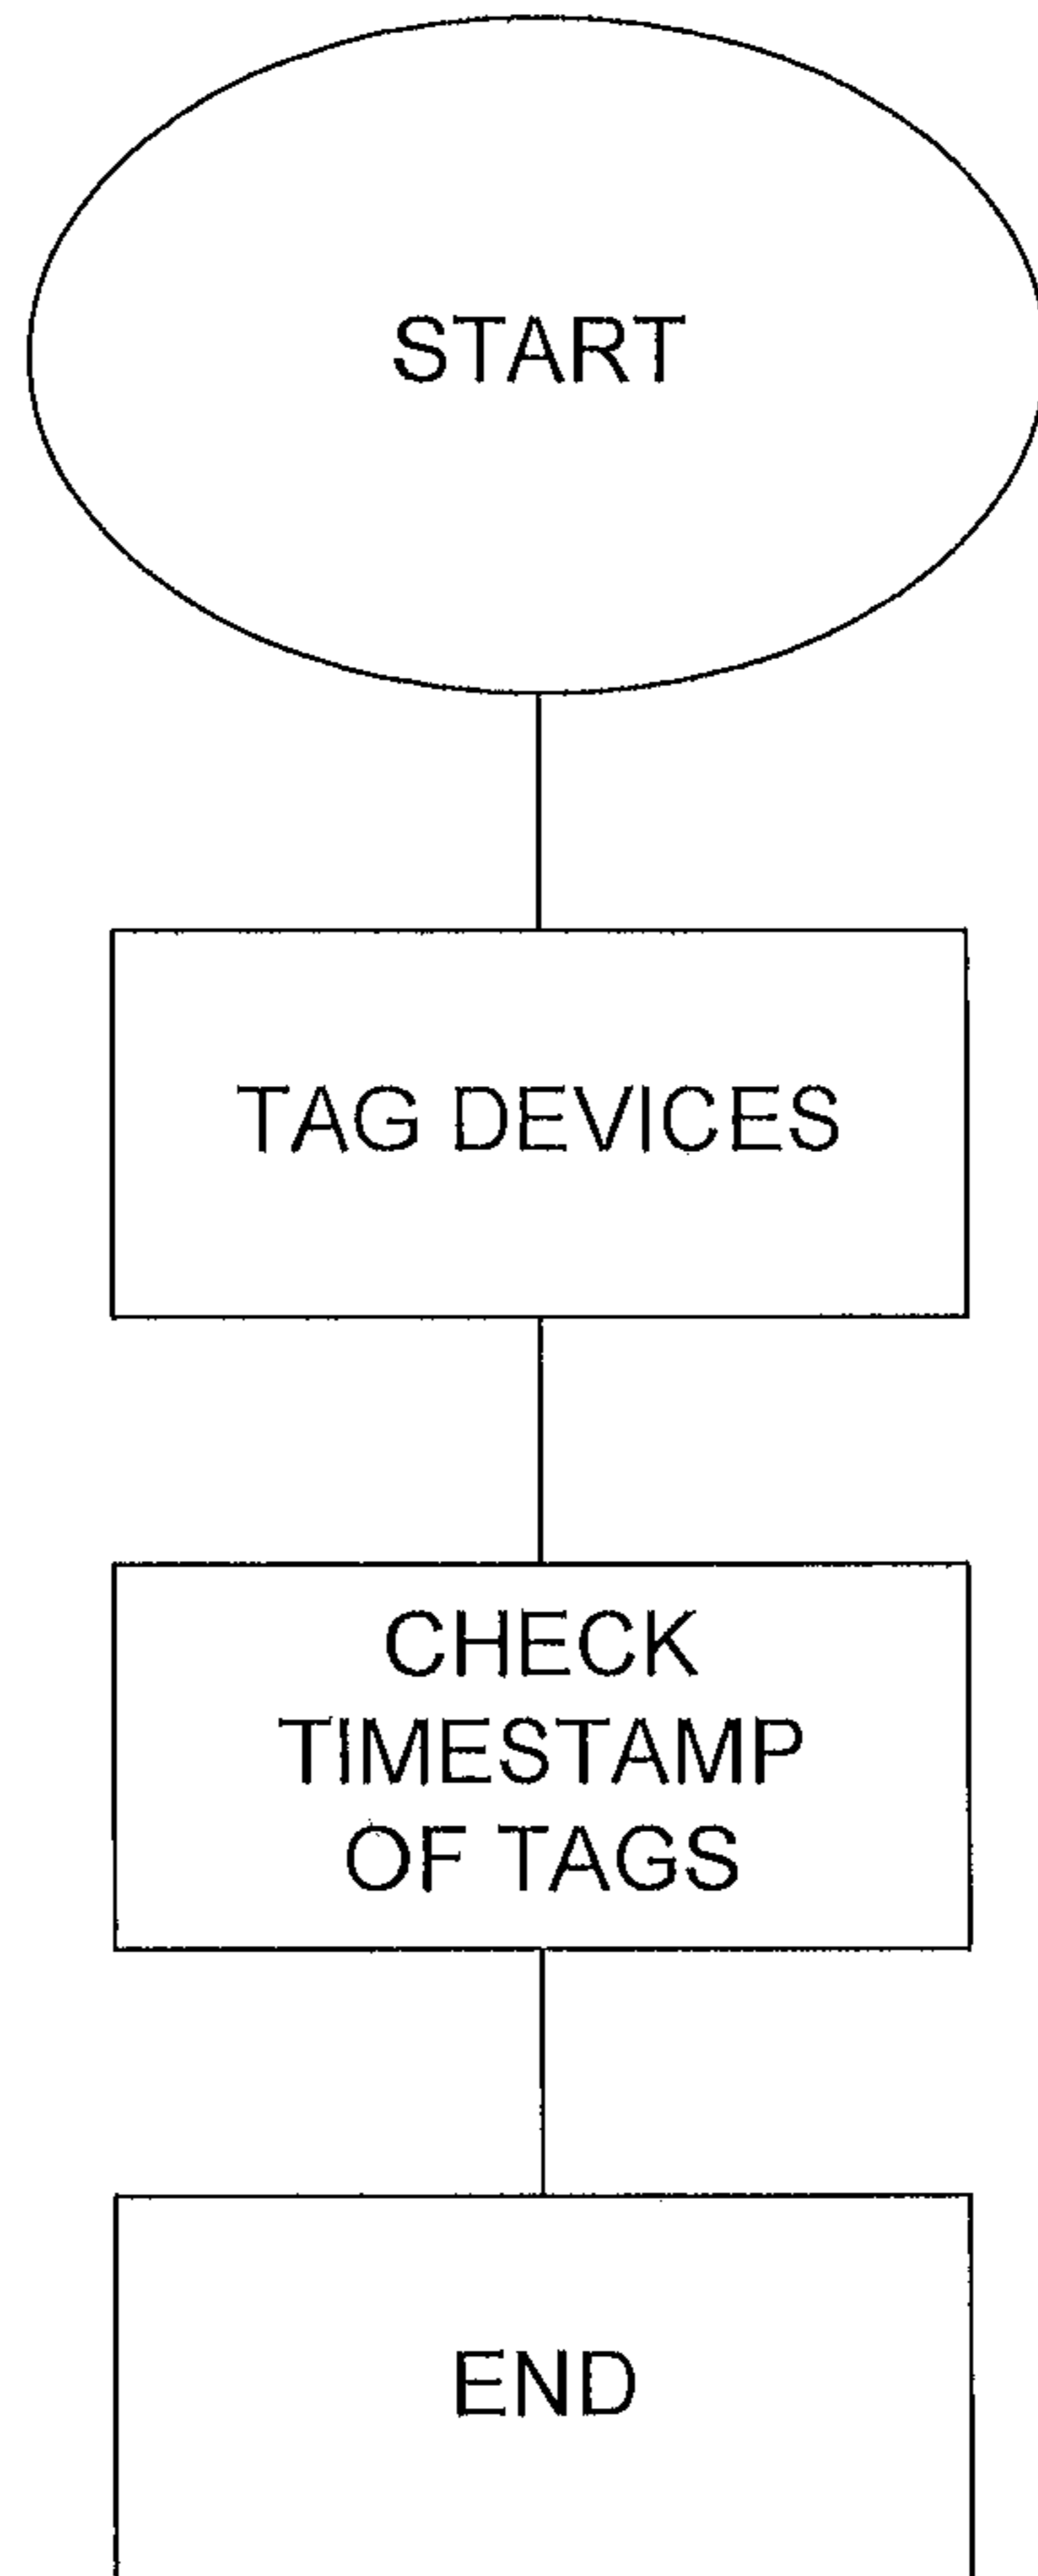 START
TAG DEVICES
CHECK
TIMESTAMP
OF TAGS
END